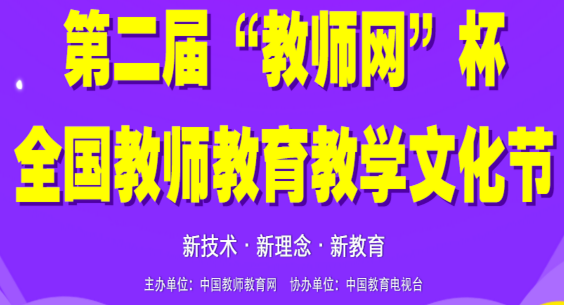 第二届“教师网”杯
全国教师教育教学文化节
新技术·新理念·新教育
主办单位：中国教师教育网 协办单位：中国教育电视台